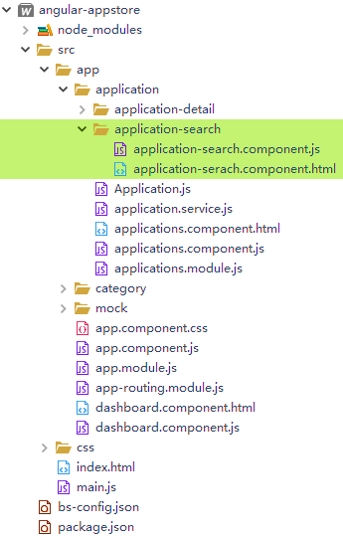 angular-appstore
node_modules
src
app
application
application-detail
application-search
application-search.component.js
application-serach.component.html
Application.js
application.service.js
applications.component.html
applications.component.js
applications.module.js
category
mock
app.component.css
app.component.js
app.module.js
app-routing.module.js
dashboard.component.html
dashboard.component.js
css
index.html
main.js
bs-config.json
package.json